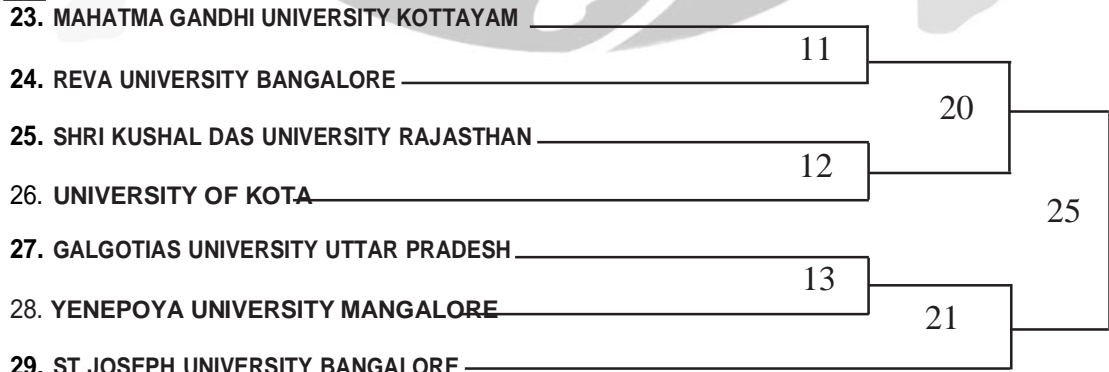 23. MAHATMA GANDHI UNIVERSITY KOTTAYAM
11
24. REVA UNIVERSITY BANGALORE
20
25. SHRI KUSHAL DAS UNIVERSITY RAJASTHAN
12
26. UNIVERSITY OF KOTA
25
27. GALGOTIAS UNIVERSITY UTTAR PRADESH
13
28. YENEPOYA UNIVERSITY MANGALORE
21
29. ST JOSEPH UNIVERSITY BANGALORE